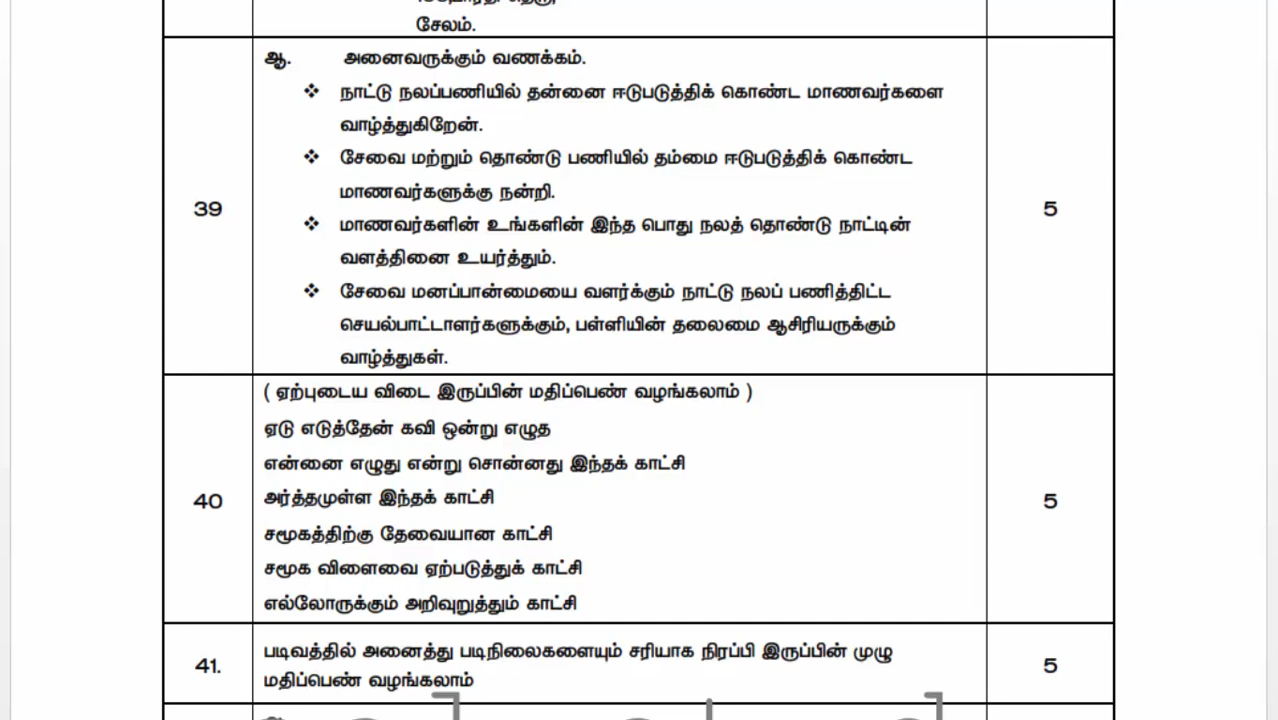 சேலம்.
ஆ. அனைவருக்கும் வணக்கம்.
❖ நாட்டு நலப்பணியில் தன்னை ஈடுபடுத்திக் கொண்ட மாணவர்களை
வாழ்த்துகிறேன்.
❖ சேவை மற்றும் தொண்டு பணியில் தம்மை ஈடுபடுத்திக் கொண்ட
மாணவர்களுக்கு நன்றி.
39
5
❖ மாணவர்களின் உங்களின் இந்த பொது நலத் தொண்டு நாட்டின்
வளத்தினை உயர்த்தும்.
❖ சேவை மனப்பான்மையை வளர்க்கும் நாட்டு நலப் பணித்திட்ட
செயல்பாட்டாளர்களுக்கும், பள்ளியின் தலைமை ஆசிரியருக்கும்
வாழ்த்துகள்.
( ஏற்புடைய விடை இருப்பின் மதிப்பெண் வழங்கலாம் )
ஏடு எடுத்தேன் கவி ஒன்று எழுத
என்னை எழுது என்று சொன்னது இந்தக் காட்சி
40
அர்த்தமுள்ள இந்தக் காட்சி
5
சமூகத்திற்கு தேவையான காட்சி
சமூக விளைவை ஏற்படுத்துக் காட்சி
எல்லோருக்கும் அறிவுறுத்தும் காட்சி
41.
படிவத்தில் அனைத்து படிநிலைகளையும் சரியாக நிரப்பி இருப்பின் முழு
மதிப்பெண் வழங்கலாம்
5